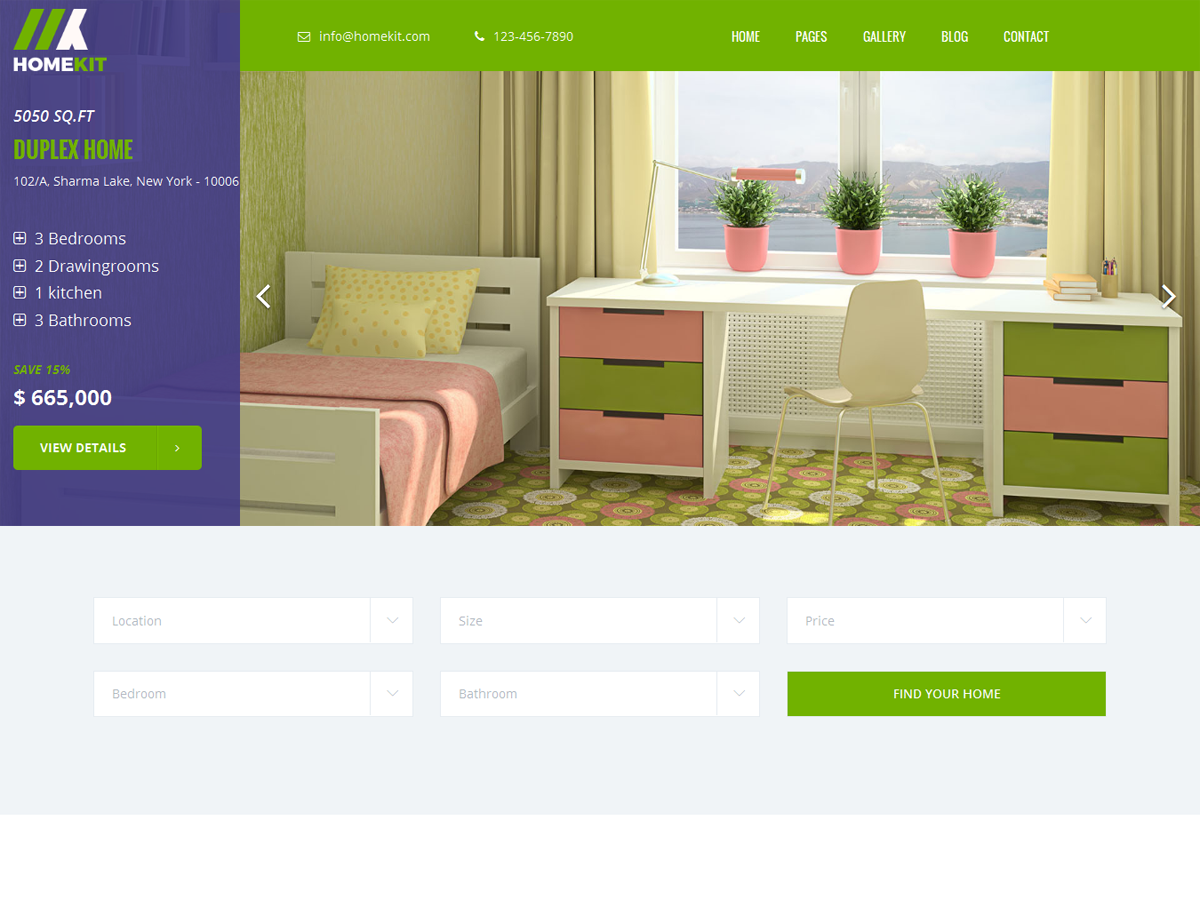 HOMEKIT
info@homekit.com
123-456-7890
HOME
PAGES
GALLERY
BLOG
CONTACT
5050 SQ.FT
DUPLEX HOME
102/A, Sharma Lake, New York - 10006
3 Bedrooms
2 Drawingrooms
1 kitchen
3 Bathrooms
SAVE 15%
$ 665,000
VIEW DETAILS
Location
Size
Price
Bedroom
Bathroom
FIND YOUR HOME